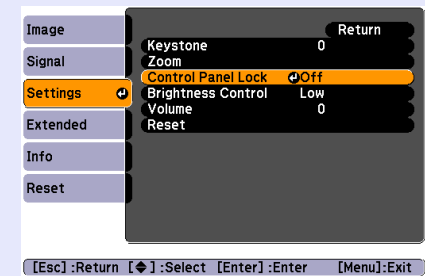 Image
Signal
Settings
Extended
Info
Reset
Return
Keystone 0
Zoom
Control Panel Lock Off
Brightness Control Low
Volume 0
Reset
[Esc] :Return [ ] :Select [Enter] :Enter [Menu]:Exit